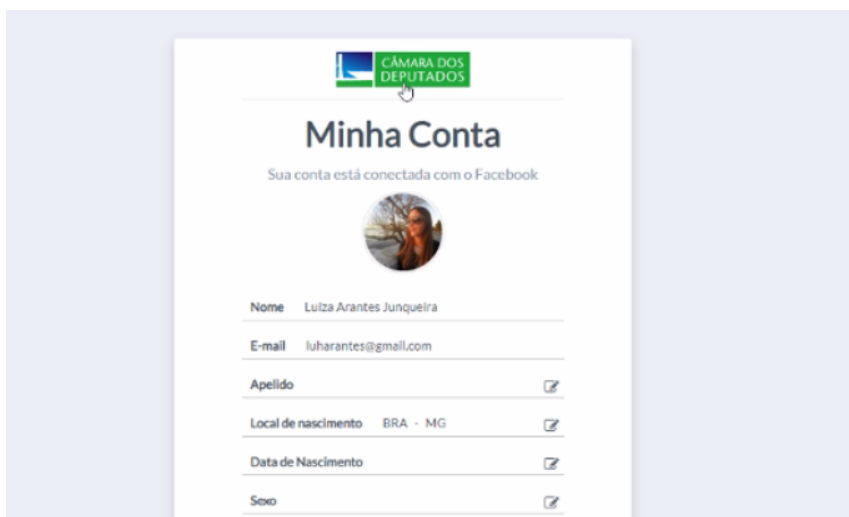 CÂMARA DOS
DEPUTADOS
Minha Conta
Sua conta está conectada com o Facebook
Nome Luiza Arantes Junqueira
E-mail luharantes@gmail.com
Apelido
Local de nascimento BRA - MG
Data de Nascimento
Sexo